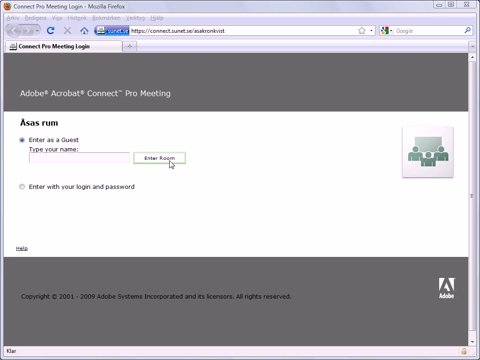 Connect Pro Meeting Login - Mozilla Firefox
Arkiv Redigera Visa Historik Bokmärken Verktyg Hjälp
sunet.se https://connect.sunet.se/asakronkvist
Google
Connect Pro Meeting Login
Adobe® Acrobat® Connect™ Pro Meeting
Åsas rum
Enter as a Guest
Type your name:
Enter Room
Enter with your login and password
Help
Copyright © 2001 - 2009 Adobe Systems Incorporated and its licensors. All rights reserved.
Adobe
Klar